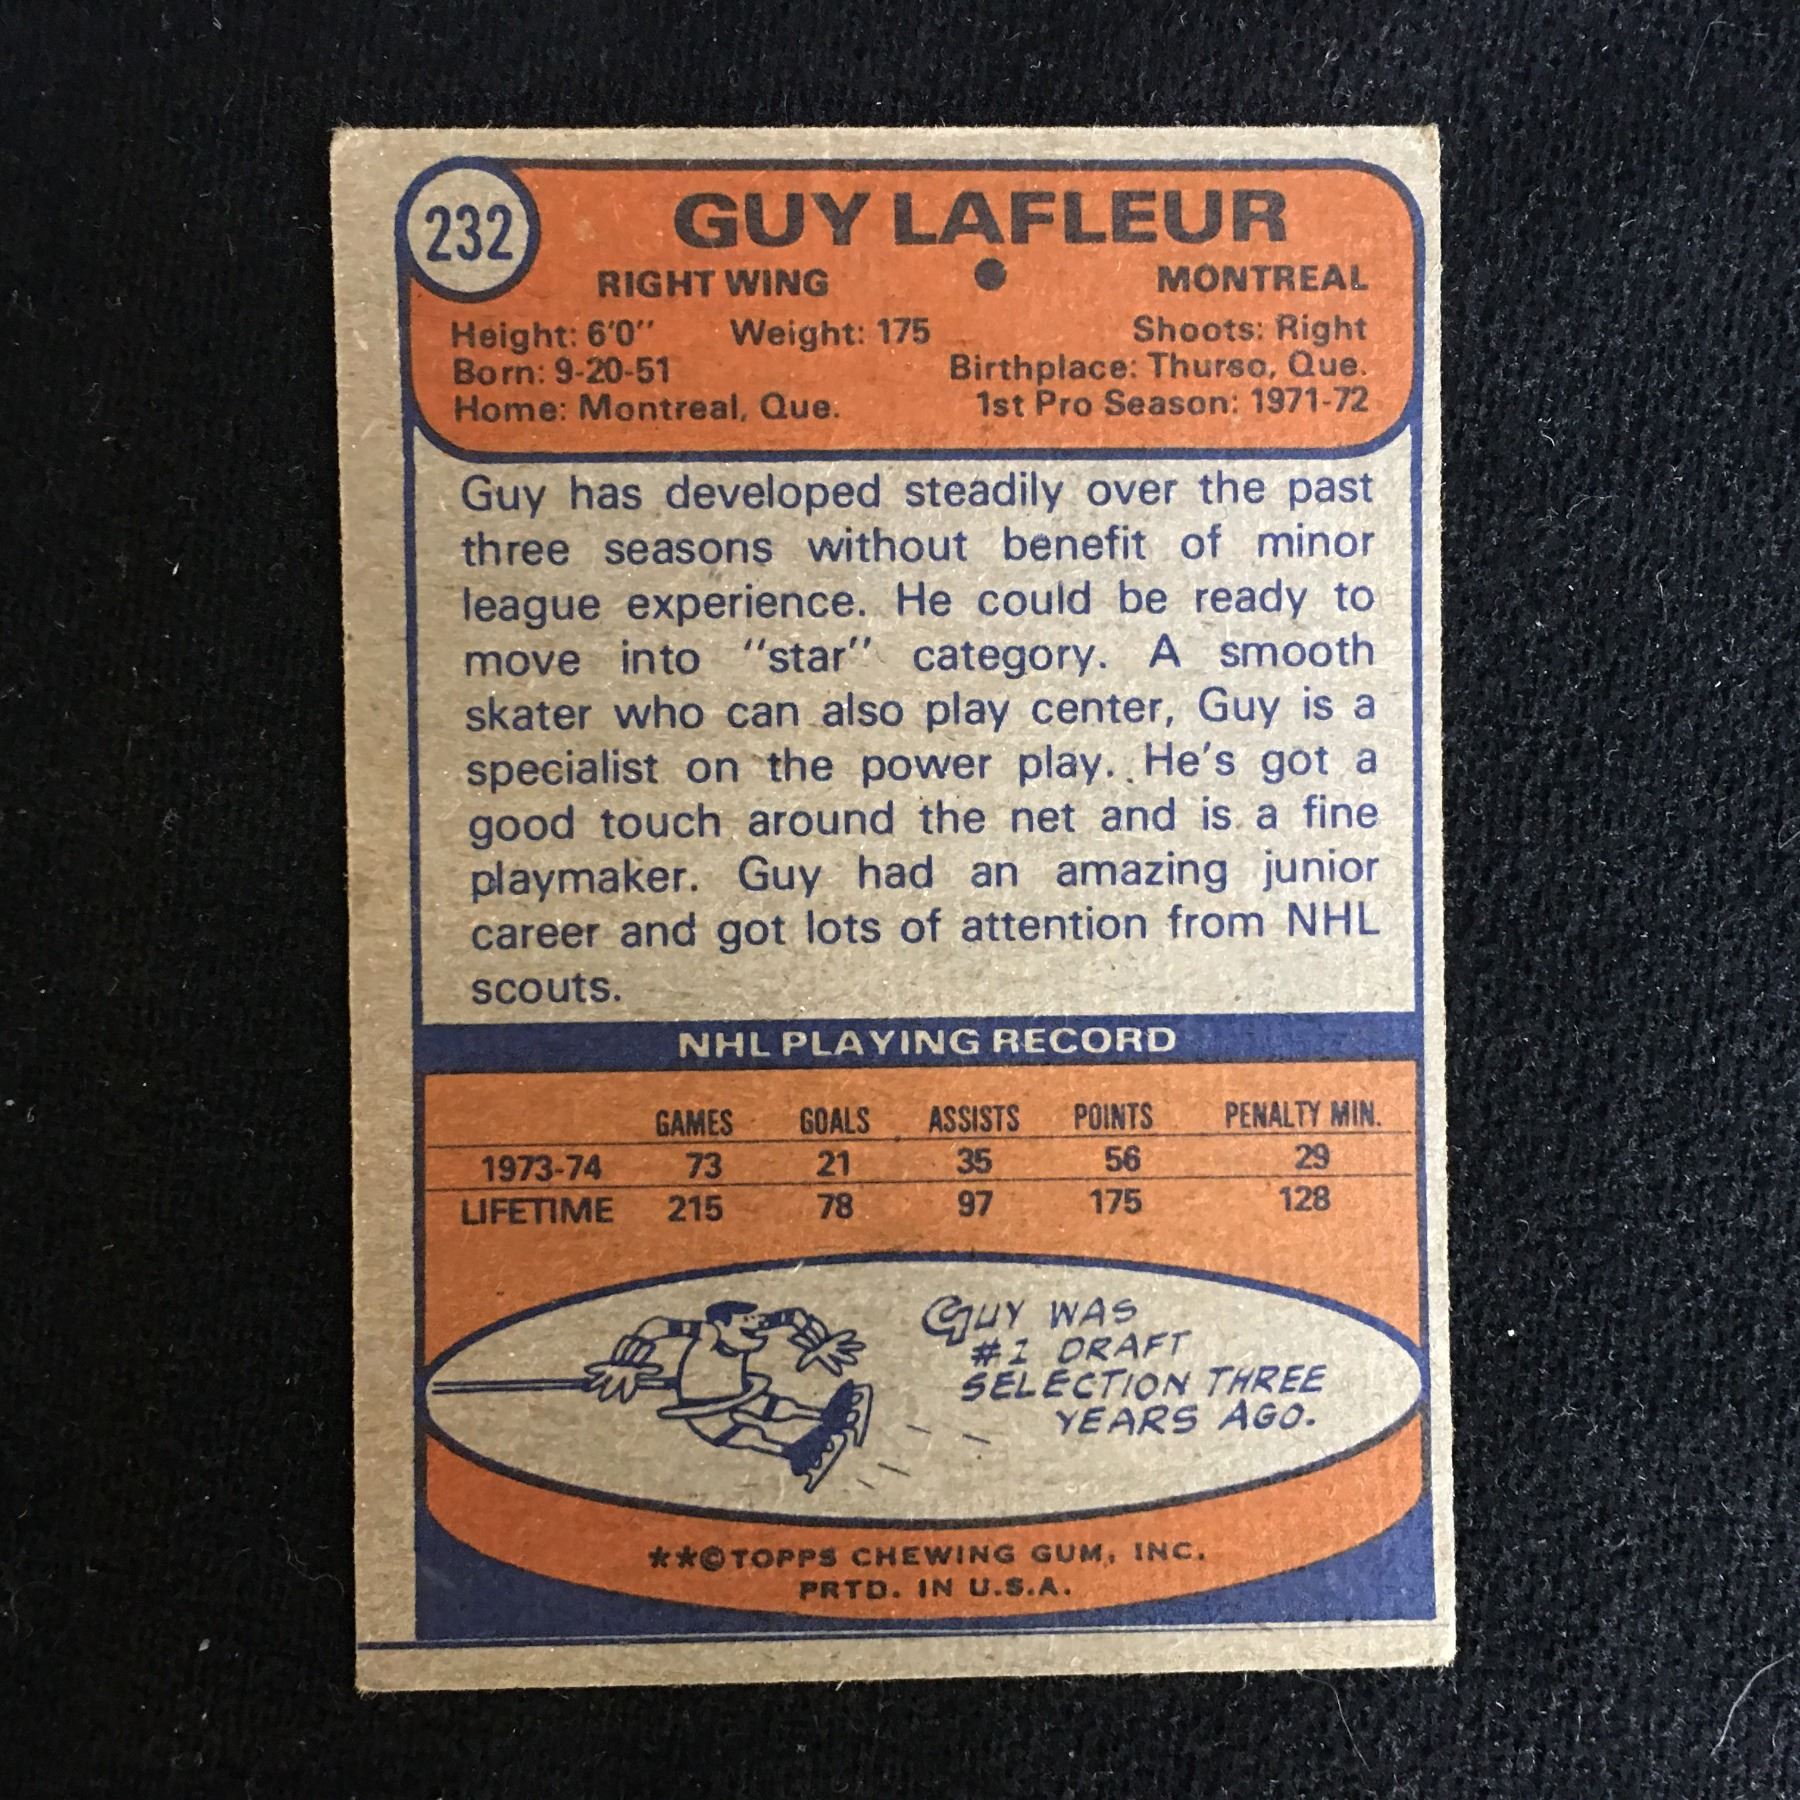 232
GUY LAFLEUR
RIGHT WING ● MONTREAL
Height: 6'0" Weight: 175 Shoots: Right
Born: 9-20-51 Birthplace: Thurso, Que.
Home: Montreal, Que. 1st Pro Season: 1971-72
Guy has developed steadily over the past
three seasons without benefit of minor
league experience. He could be ready to
move into "star" category. A smooth
skater who can also play center, Guy is a
specialist on the power play. He's got a
good touch around the net and is a fine
playmaker. Guy had an amazing junior
career and got lots of attention from NHL
scouts.
NHL PLAYING RECORD
GAMES GOALS ASSISTS POINTS PENALTY MIN.
1973-74 73 21 35 56 29
LIFETIME 215 78 97 175 128
GUY WAS
#1 DRAFT
SELECTION THREE
YEARS AGO.
**©TOPPS CHEWING GUM, INC.
PRTD. IN U.S.A.